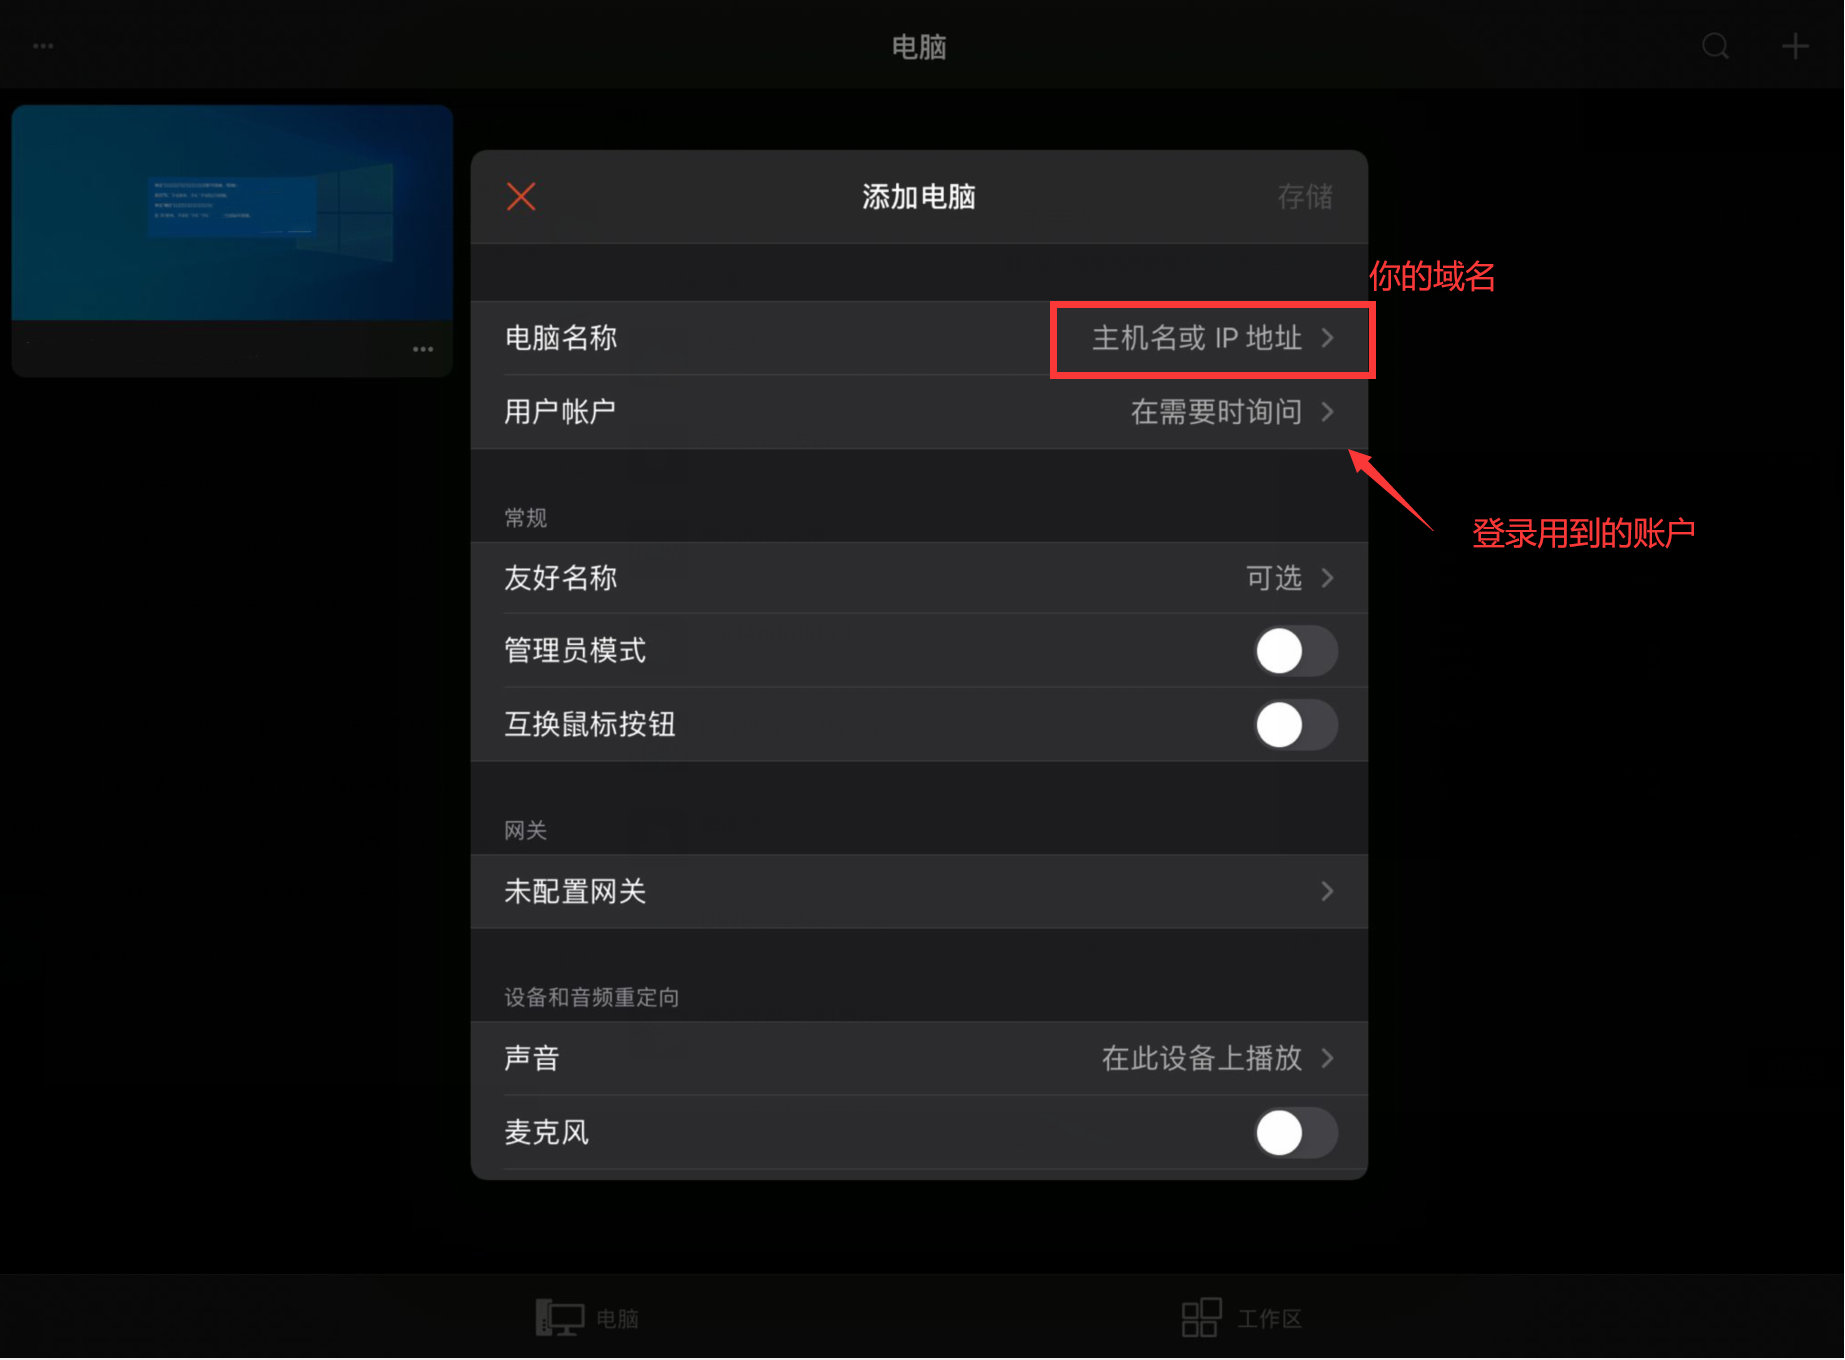 电脑
添加电脑
存储
你的域名
电脑名称
主机名或 IP 地址
用户帐户
在需要时询问
常规
登录用到的账户
友好名称
可选
管理员模式
互换鼠标按钮
网关
未配置网关
设备和音频重定向
声音
在此设备上播放
麦克风
电脑
工作区